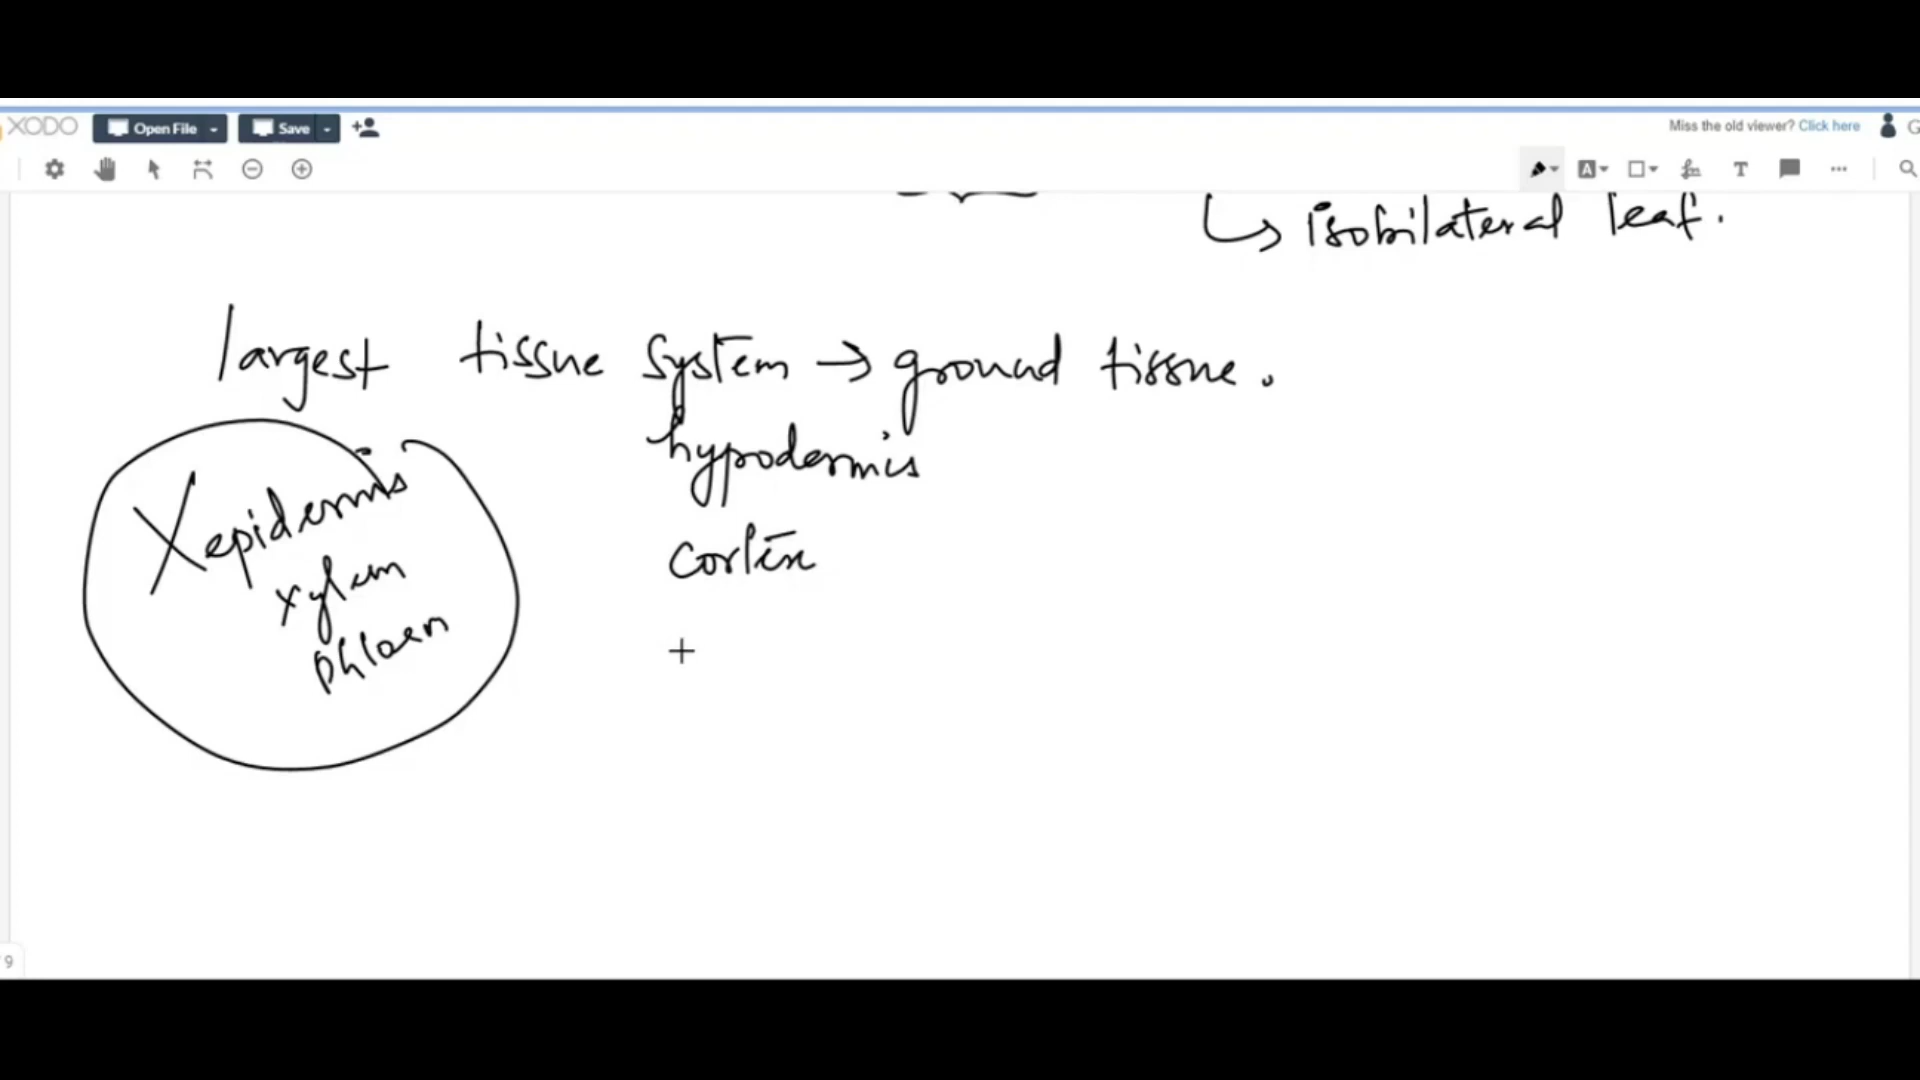 XODO Open File Save Miss the old viewer? Click here G
A T ...
↳ isobilateral leaf.
largest tissue system → ground tissue.
hypodermis
cortex
X epidermis
xylem
phloem
9